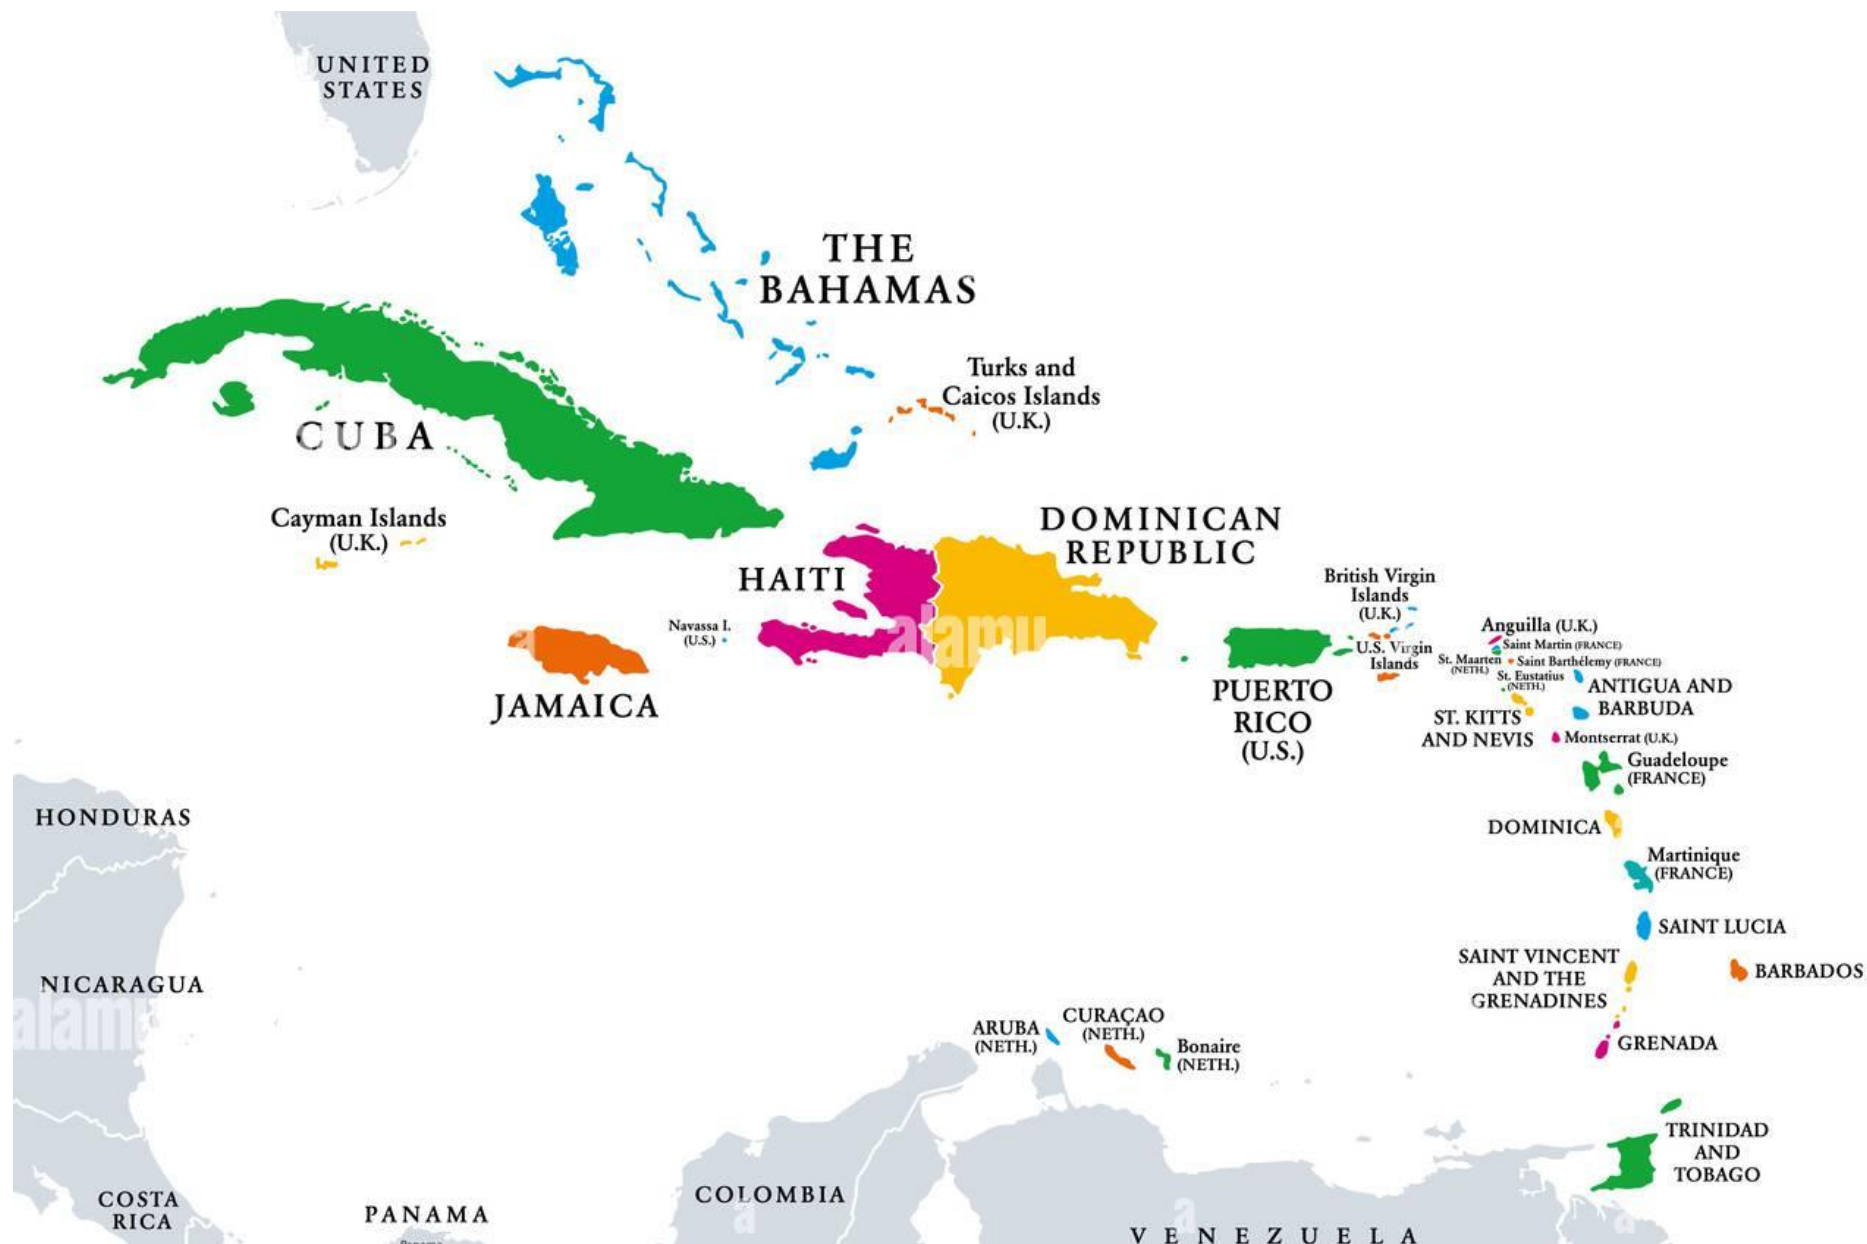 UNITED
STATES
THE
BAHAMAS
Turks and
Caicos Islands
(U.K.)
CUBA
Cayman Islands
(U.K.)
DOMINICAN
REPUBLIC
HAITI
Navassa I.
(U.S.)
JAMAICA
British Virgin
Islands
(U.K.)
U.S. Virgin
Islands
PUERTO
RICO
(U.S.)
Anguilla (U.K.)
Saint Martin (FRANCE)
St. Maarten
(NETH.)
Saint Barthélemy (FRANCE)
St. Eustatius
(NETH.)
ANTIGUA AND
BARBUDA
ST. KITTS
AND NEVIS
Montserrat (U.K.)
Guadeloupe
(FRANCE)
DOMINICA
Martinique
(FRANCE)
SAINT LUCIA
SAINT VINCENT
AND THE
GRENADINES
BARBADOS
GRENADA
TRINIDAD
AND
TOBAGO
ARUBA
(NETH.)
CURAÇAO
(NETH.)
Bonaire
(NETH.)
HONDURAS
NICARAGUA
COSTA
RICA
PANAMA
Panama
COLOMBIA
VENEZUELA
a
alamy
alamy
a
a
a